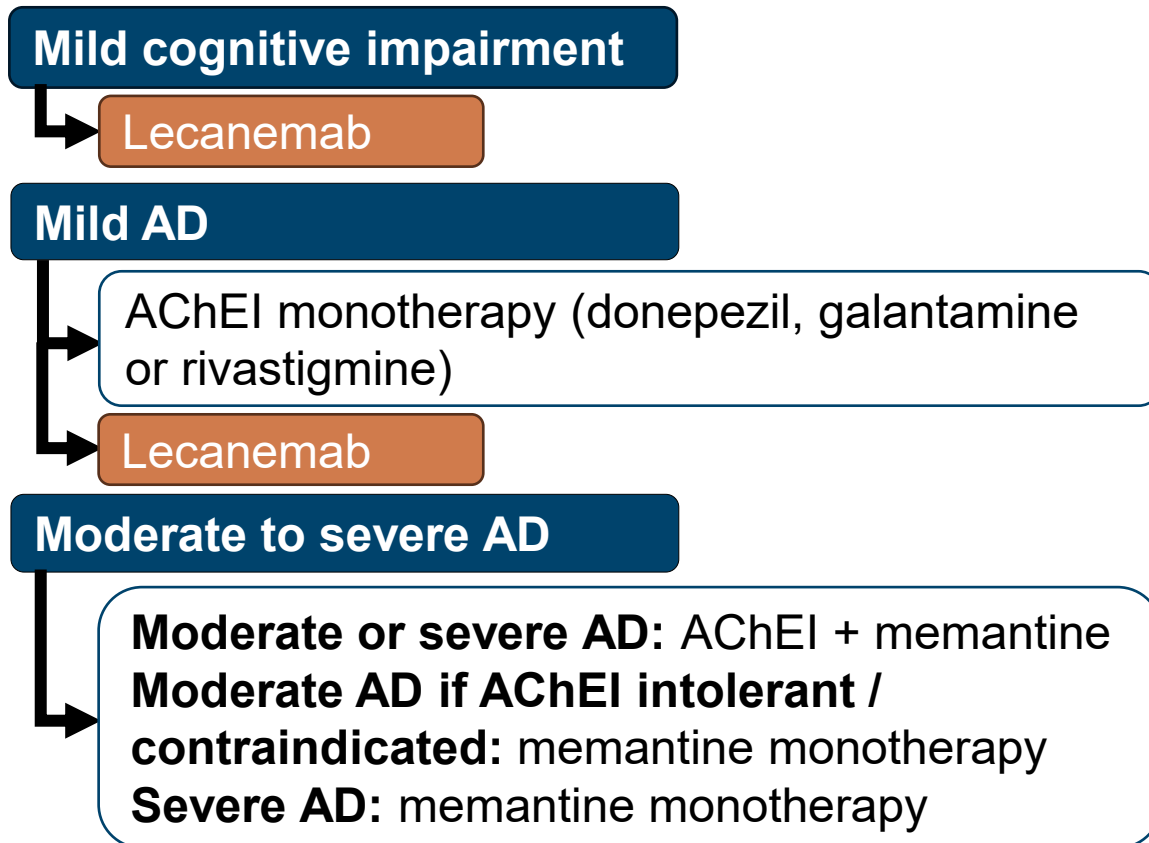 Mild cognitive impairment
Lecanemab
Mild AD
AChEI monotherapy (donepezil, galantamine
or rivastigmine)
Lecanemab
Moderate to severe AD
Moderate or severe AD: AChEI + memantine
Moderate AD if AChEI intolerant /
contraindicated: memantine monotherapy
Severe AD: memantine monotherapy